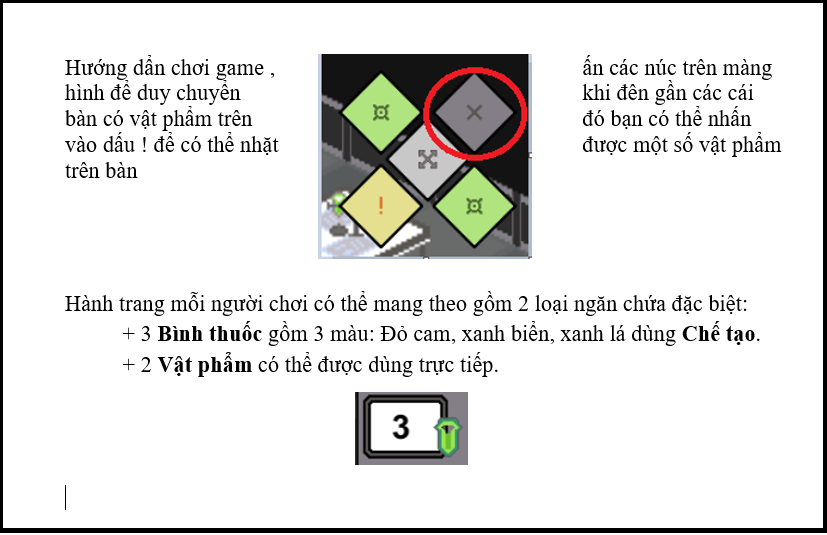 Hướng dẩn chơi game , ấn các núc trên màng
hình để duy chuyển khi đên gần các cái
bàn có vật phẩm trên đó bạn có thể nhấn
vào dấu ! để có thể nhặt được một số vật phẩm
trên bàn
!
Hành trang mỗi người chơi có thể mang theo gồm 2 loại ngăn chứa đặc biệt:
+ 3 Bình thuốc gồm 3 màu: Đỏ cam, xanh biển, xanh lá dùng Chế tạo.
+ 2 Vật phẩm có thể được dùng trực tiếp.
3